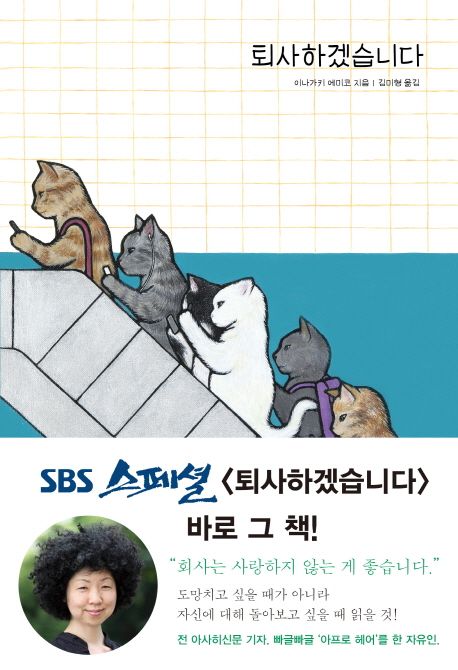 퇴사하겠습니다
이나가키 에미코 지음 | 김미형 옮김
SBS 스페셜 <퇴사하겠습니다>
바로 그 책!
“회사는 사랑하지 않는 게 좋습니다.”
도망치고 싶을 때가 아니라
자신에 대해 돌아보고 싶을 때 읽을 것!
전 아사히신문 기자. 빠글빠글 ‘아프로 헤어’를 한 자유인.